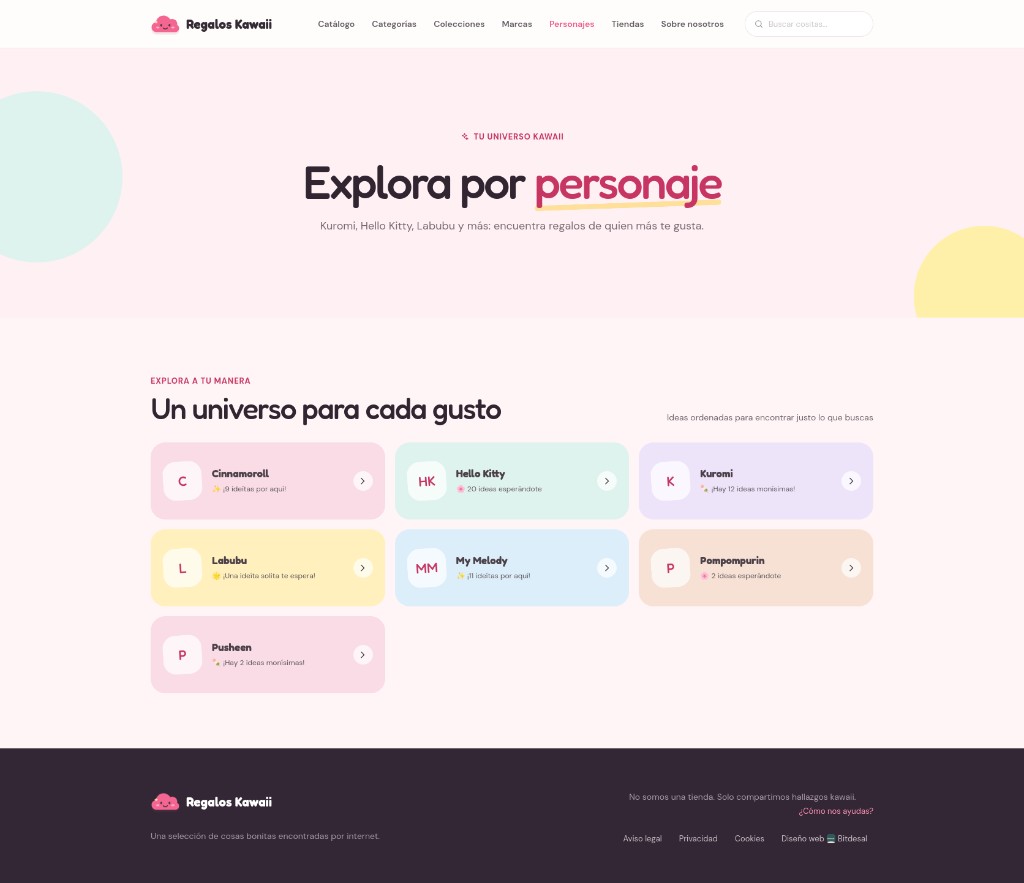 Regalos Kawaii
Catálogo Categorías Colecciones Marcas Personajes Tiendas Sobre nosotros
Buscar cositas...
TU UNIVERSO KAWAII
Explora por personaje
Kuromi, Hello Kitty, Labubu y más: encuentra regalos de quien más te gusta.
EXPLORA A TU MANERA
Un universo para cada gusto
Ideas ordenadas para encontrar justo lo que buscas
C
Cinnamoroll
✨ ¡9 ideítas por aquí!
HK
Hello Kitty
🌸 20 ideas esperándote
K
Kuromi
🍡 ¡Hay 12 ideas monísimas!
L
Labubu
🌟 ¡Una ideíta solita te espera!
MM
My Melody
✨ ¡11 ideítas por aquí!
P
Pompompurin
🌸 2 ideas esperándote
P
Pusheen
🍡 ¡Hay 2 ideas monísimas!
Regalos Kawaii
Una selección de cosas bonitas encontradas por internet.
No somos una tienda. Solo compartimos hallazgos kawaii.
¿Cómo nos ayudas?
Aviso legal Privacidad Cookies Diseño web 💻 Bitdesal